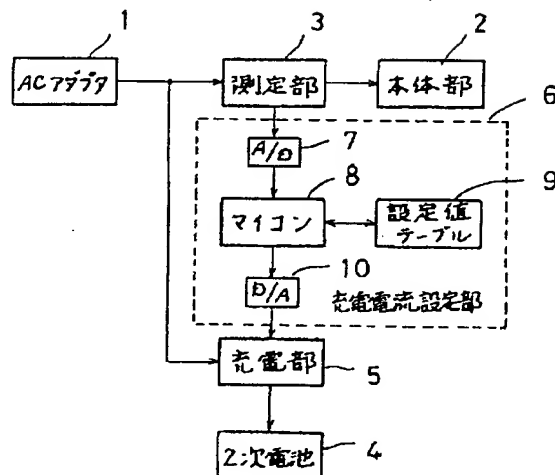 1
3
2
ACアダプタ
測定部
本体部
6
7
A/D
8
9
マイコン
設定値
テーブル
10
D/A
充電電流設定部
充電部
5
2次電池
4